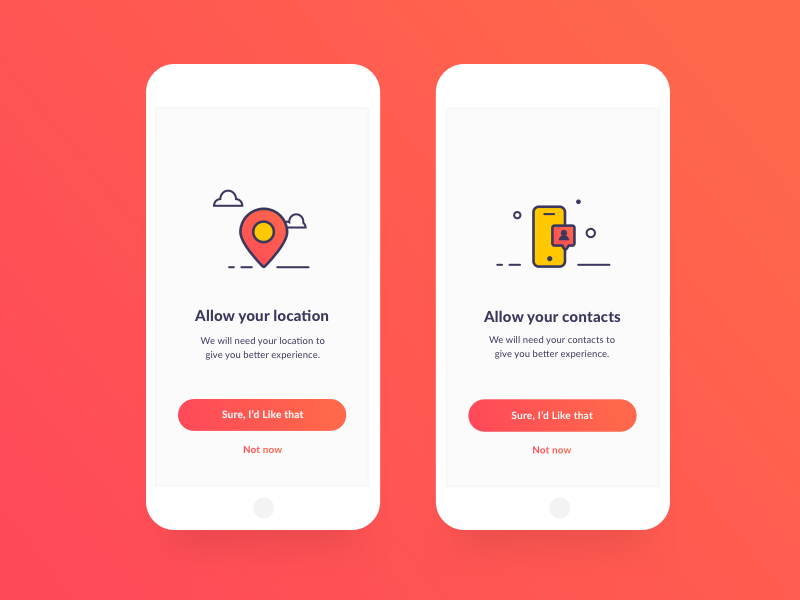 Allow your location
We will need your location to
give you better experience.
Sure, I'd Like that
Not now
Allow your contacts
We will need your contacts to
give you better experience.
Sure, I'd Like that
Not now